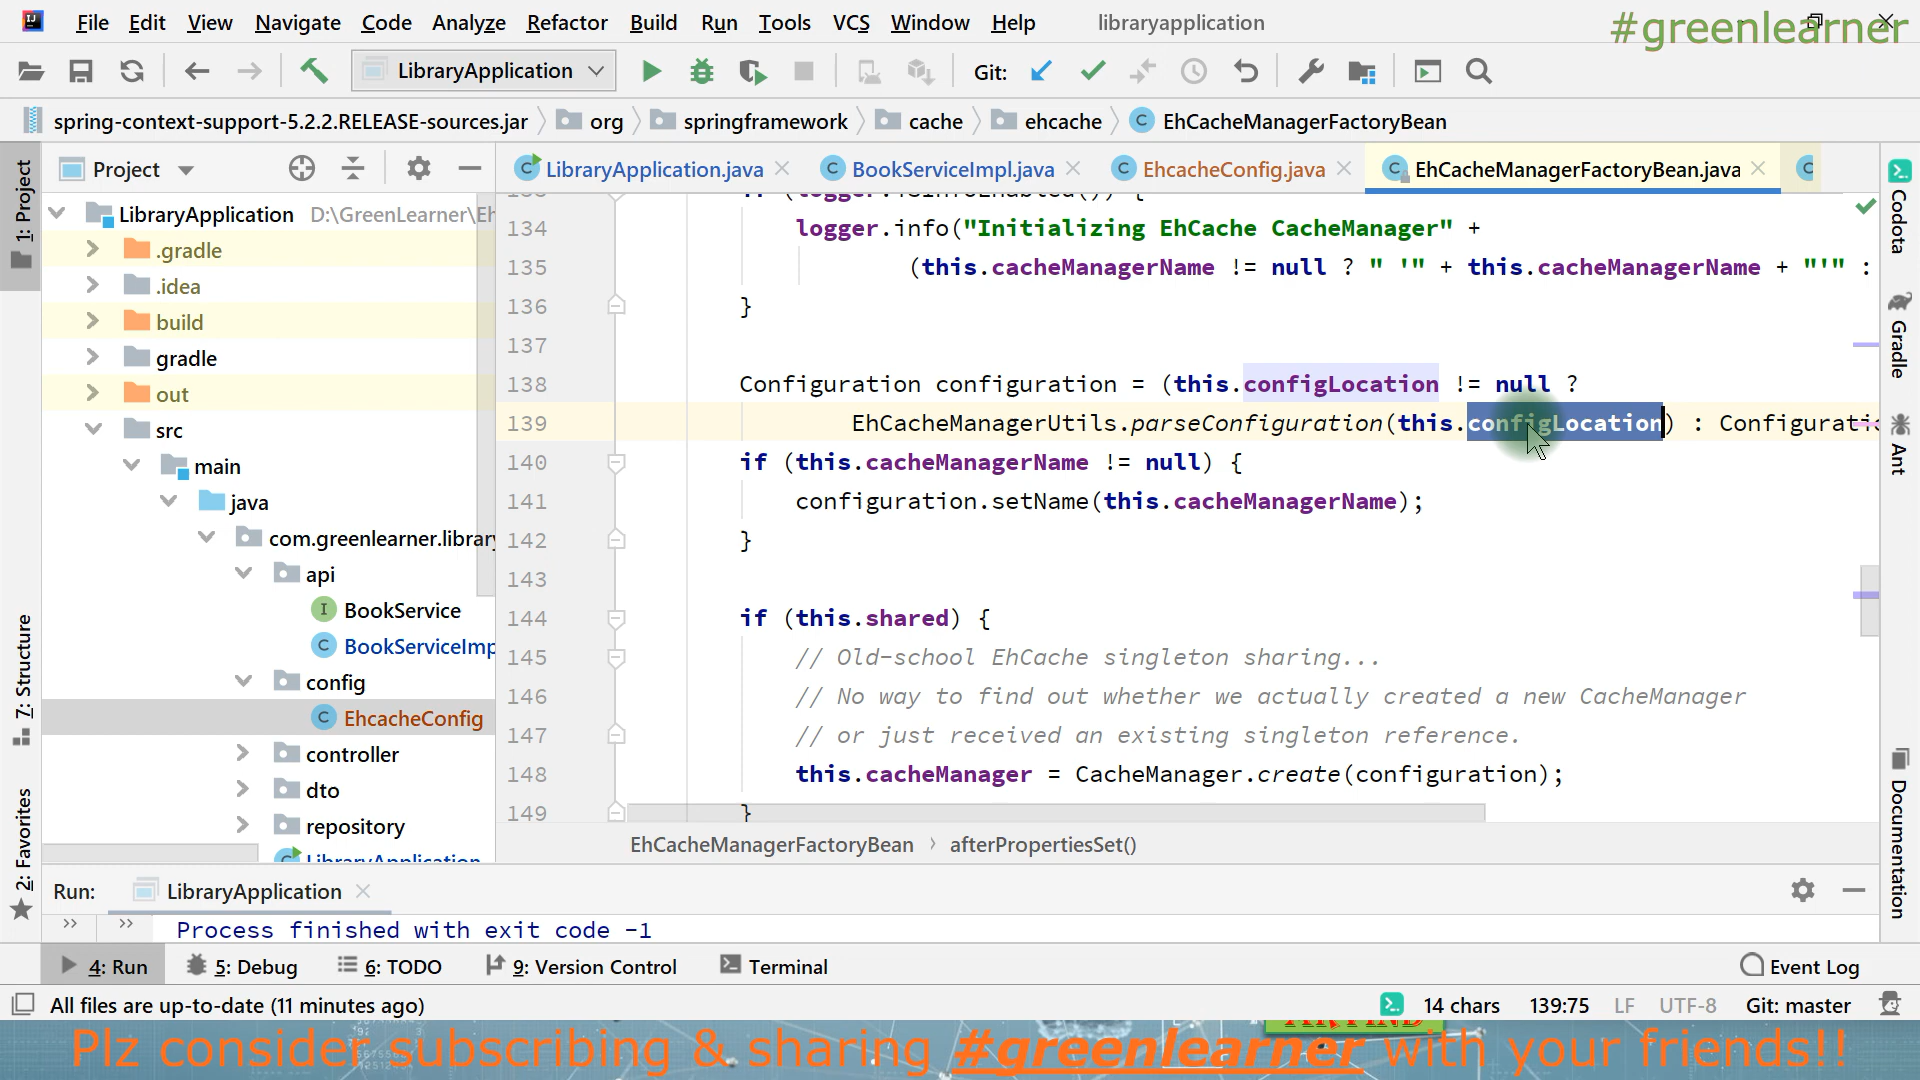 File Edit View Navigate Code Analyze Refactor Build Run Tools VCS Window Help libraryapplication
#greenlearner
LibraryApplication Git:
spring-context-support-5.2.2.RELEASE-sources.jar org springframework cache ehcache EhCacheManagerFactoryBean
1: Project
7: Structure
2: Favorites
Project
LibraryApplication.java BookServiceImpl.java EhcacheConfig.java EhCacheManagerFactoryBean.java
LibraryApplication D:\GreenLearner\Eh
.gradle
.idea
build
gradle
out
src
main
java
com.greenlearner.library
api
BookService
BookServiceImp
config
EhcacheConfig
controller
dto
repository
LibraryApplication
134 logger.info("Initializing EhCache CacheManager" +
135 (this.cacheManagerName != null ? " '" + this.cacheManagerName + "'" :
136 }
137
138 Configuration configuration = (this.configLocation != null ?
139 EhCacheManagerUtils.parseConfiguration(this.configLocation) : Configuratio
140 if (this.cacheManagerName != null) {
141 configuration.setName(this.cacheManagerName);
142 }
143
144 if (this.shared) {
145 // Old-school EhCache singleton sharing...
146 // No way to find out whether we actually created a new CacheManager
147 // or just received an existing singleton reference.
148 this.cacheManager = CacheManager.create(configuration);
149 }
EhCacheManagerFactoryBean › afterPropertiesSet()
Codota
Gradle
Ant
Documentation
Run: LibraryApplication
Process finished with exit code -1
4: Run 5: Debug 6: TODO 9: Version Control Terminal Event Log
All files are up-to-date (11 minutes ago) 14 chars 139:75 LF UTF-8 Git: master
Plz consider subscribing & sharing #greenlearner with your friends!!